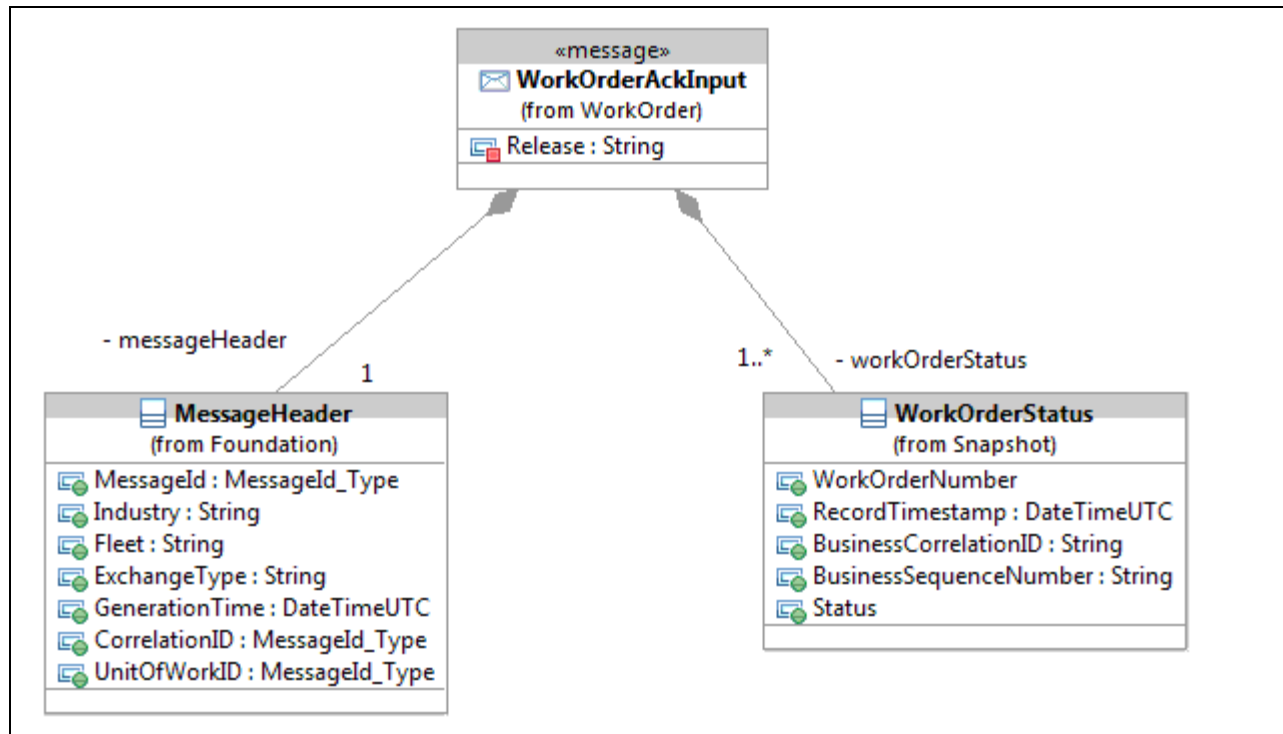 «message»
WorkOrderAckInput
(from WorkOrder)
Release : String
- messageHeader
1
1..*
- workOrderStatus
MessageHeader
(from Foundation)
MessageId : MessageId_Type
Industry : String
Fleet : String
ExchangeType : String
GenerationTime : DateTimeUTC
CorrelationID : MessageId_Type
UnitOfWorkID : MessageId_Type
WorkOrderStatus
(from Snapshot)
WorkOrderNumber
RecordTimestamp : DateTimeUTC
BusinessCorrelationID : String
BusinessSequenceNumber : String
Status